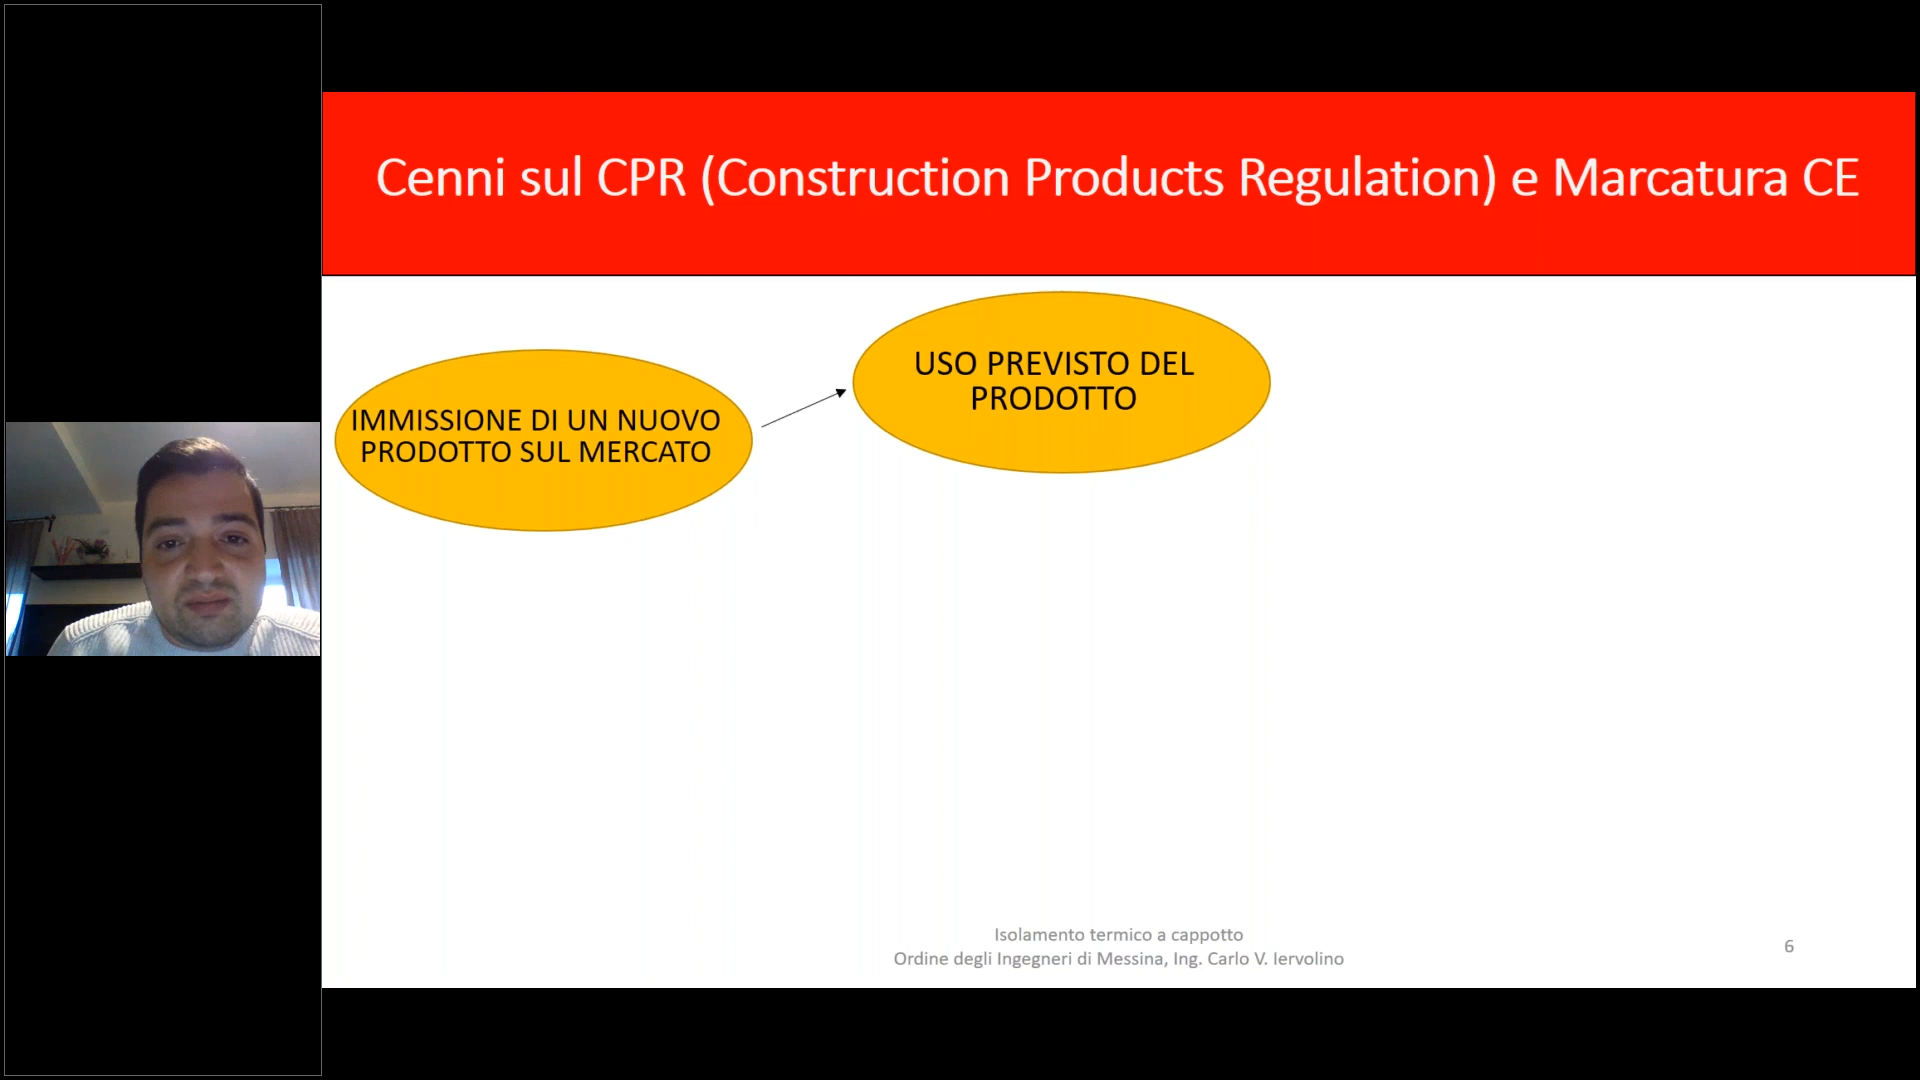 Cenni sul CPR (Construction Products Regulation) e Marcatura CE
IMMISSIONE DI UN NUOVO
PRODOTTO SUL MERCATO
USO PREVISTO DEL
PRODOTTO
Isolamento termico a cappotto
Ordine degli Ingegneri di Messina, Ing. Carlo V. Iervolino
6